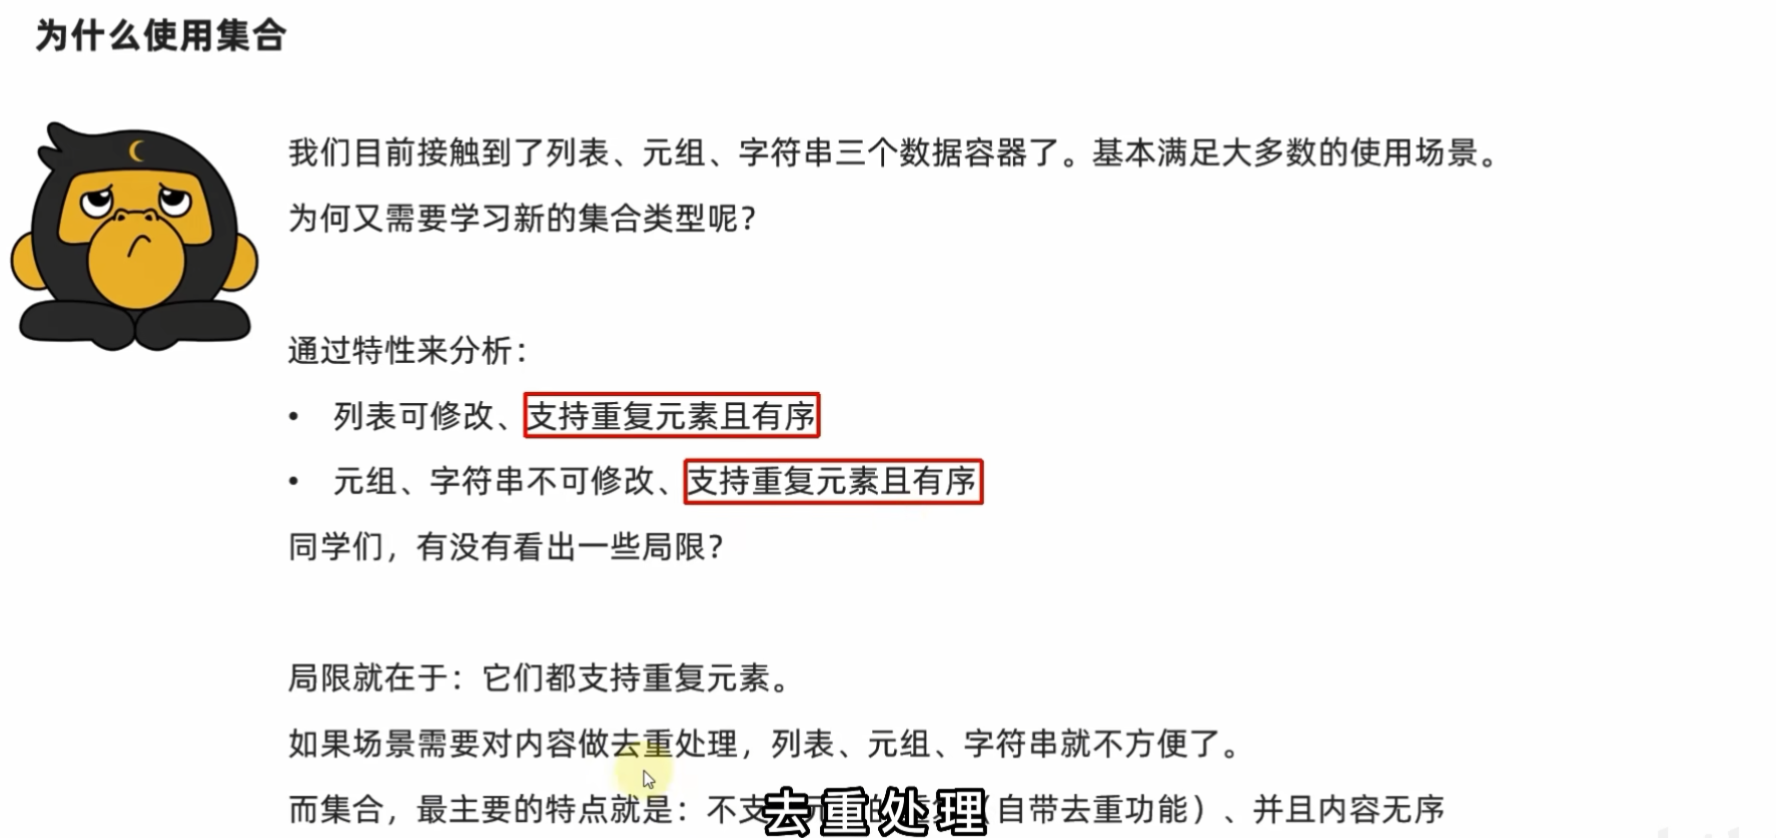 为什么使用集合
我们目前接触到了列表、元组、字符串三个数据容器了。基本满足大多数的使用场景。
为何又需要学习新的集合类型呢?
通过特性来分析:
• 列表可修改、支持重复元素且有序
• 元组、字符串不可修改、支持重复元素且有序
同学们,有没有看出一些局限?
局限就在于:它们都支持重复元素。
如果场景需要对内容做去重处理,列表、元组、字符串就不方便了。
而集合,最主要的特点就是:不支 元 (自带去重功能)、并且内容无序
去重处理